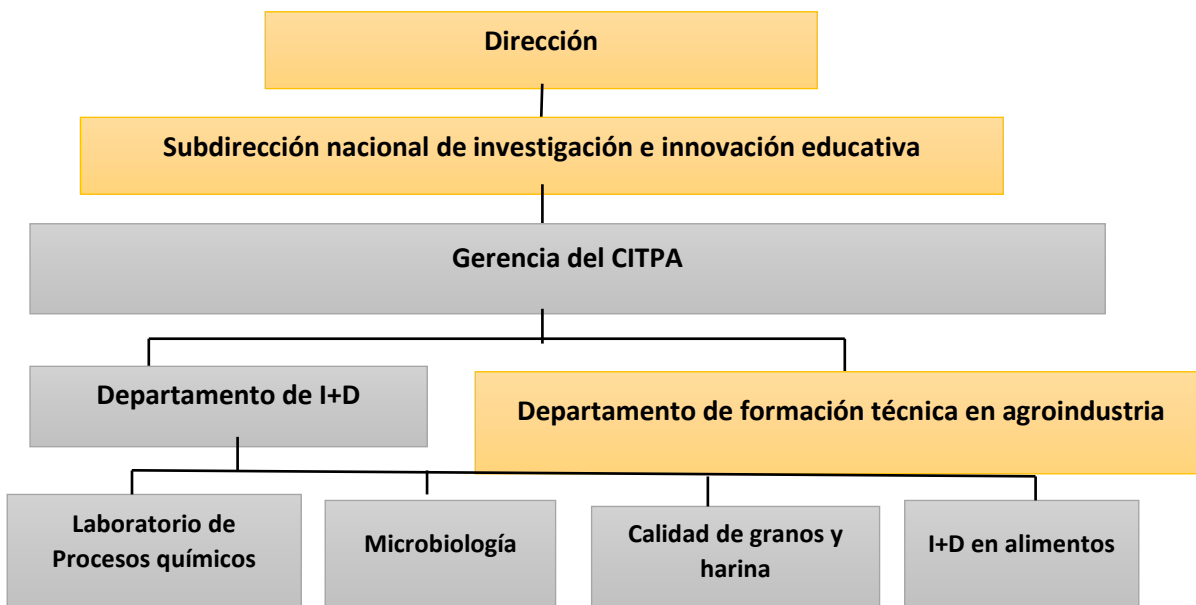 Dirección
Subdirección nacional de investigación e innovación educativa
Gerencia del CITPA
Departamento de I+D
Departamento de formación técnica en agroindustria
Laboratorio de
Procesos químicos
Microbiología
Calidad de granos y
harina
I+D en alimentos